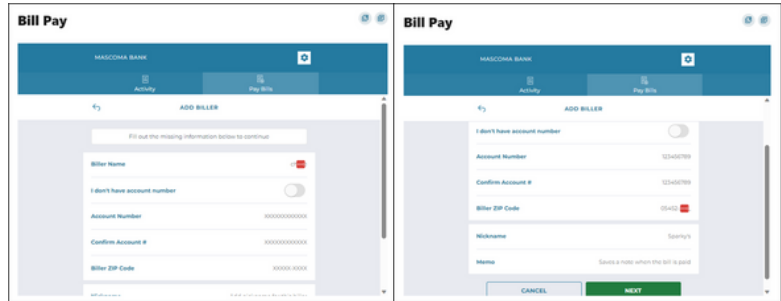 Bill Pay
MASCOMA BANK
Activity
Pay Bills
ADD BILLER
Fill out the missing information below to continue
Biller Name
I don't have account number
Account Number XXXXXXXXXXXX
Confirm Account # XXXXXXXXXXXX
Biller ZIP Code XXXXX-XXXX
Nickname
Bill Pay
MASCOMA BANK
Activity
Pay Bills
ADD BILLER
I don't have account number
Account Number 123456789
Confirm Account # 123456789
Biller ZIP Code
Nickname Sparky's
Memo Saves a note when the bill is paid
CANCEL NEXT